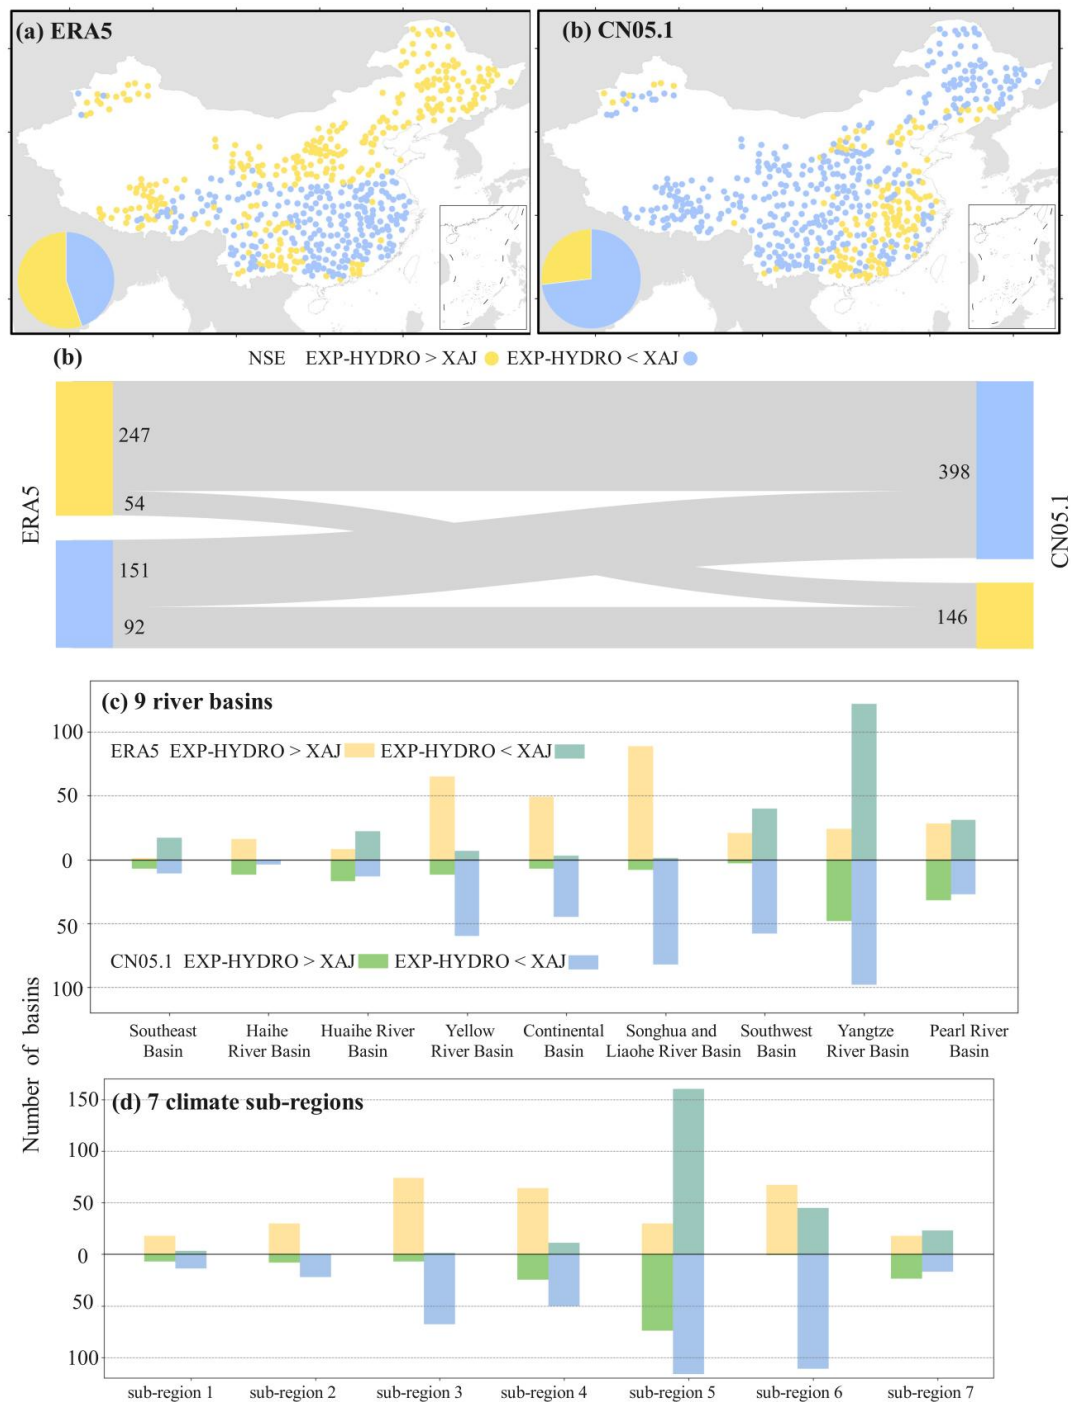 (a) ERA5
(b) CN05.1
(b)
NSE EXP-HYDRO > XAJ EXP-HYDRO < XAJ
ERA5
247
54
151
92
398
146
CN05.1
Number of basins
(c) 9 river basins
ERA5 EXP-HYDRO > XAJ EXP-HYDRO < XAJ
CN05.1 EXP-HYDRO > XAJ EXP-HYDRO < XAJ
100
50
0
50
100
Southeast Basin
Haihe River Basin
Huaihe River Basin
Yellow River Basin
Continental Basin
Songhua and Liaohe River Basin
Southwest Basin
Yangtze River Basin
Pearl River Basin
(d) 7 climate sub-regions
150
100
50
0
50
100
sub-region 1
sub-region 2
sub-region 3
sub-region 4
sub-region 5
sub-region 6
sub-region 7